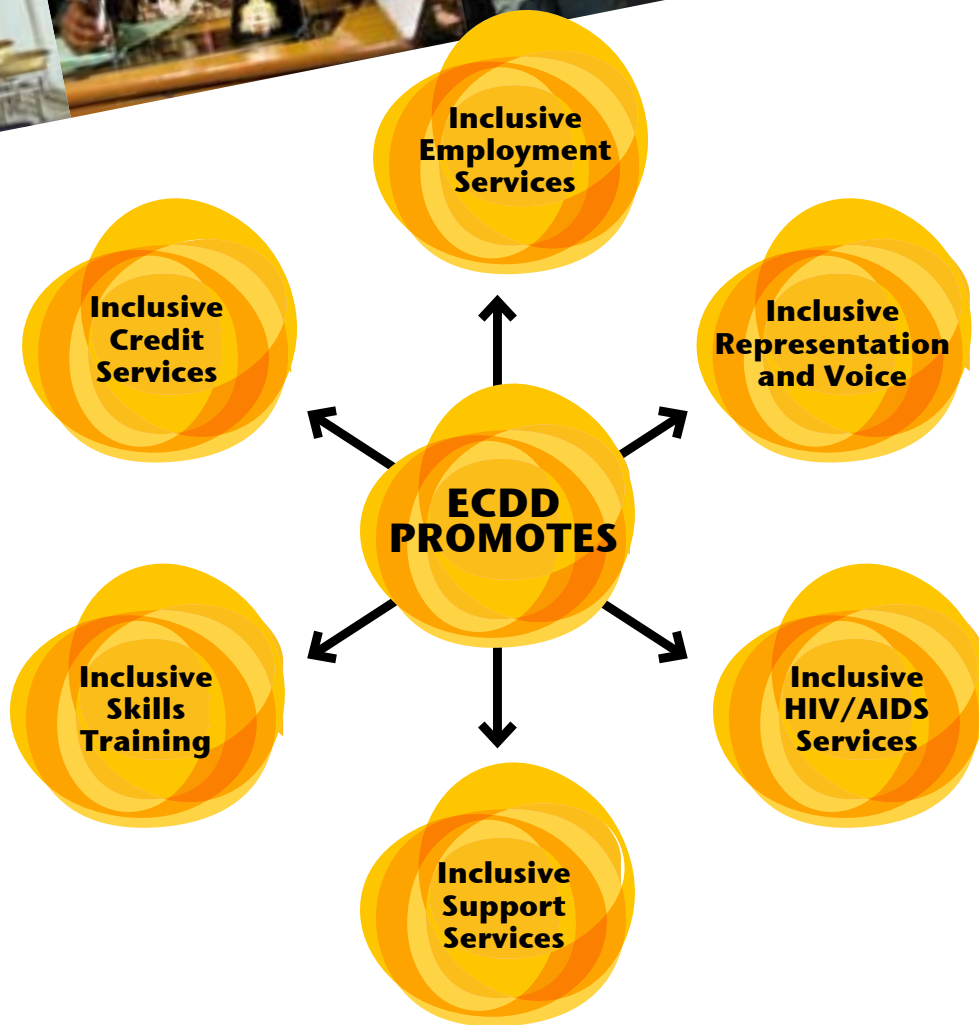 Inclusive
Employment
Services
Inclusive
Credit
Services
Inclusive
Representation
and Voice
ECDD
PROMOTES
Inclusive
Skills
Training
Inclusive
HIV/AIDS
Services
Inclusive
Support
Services